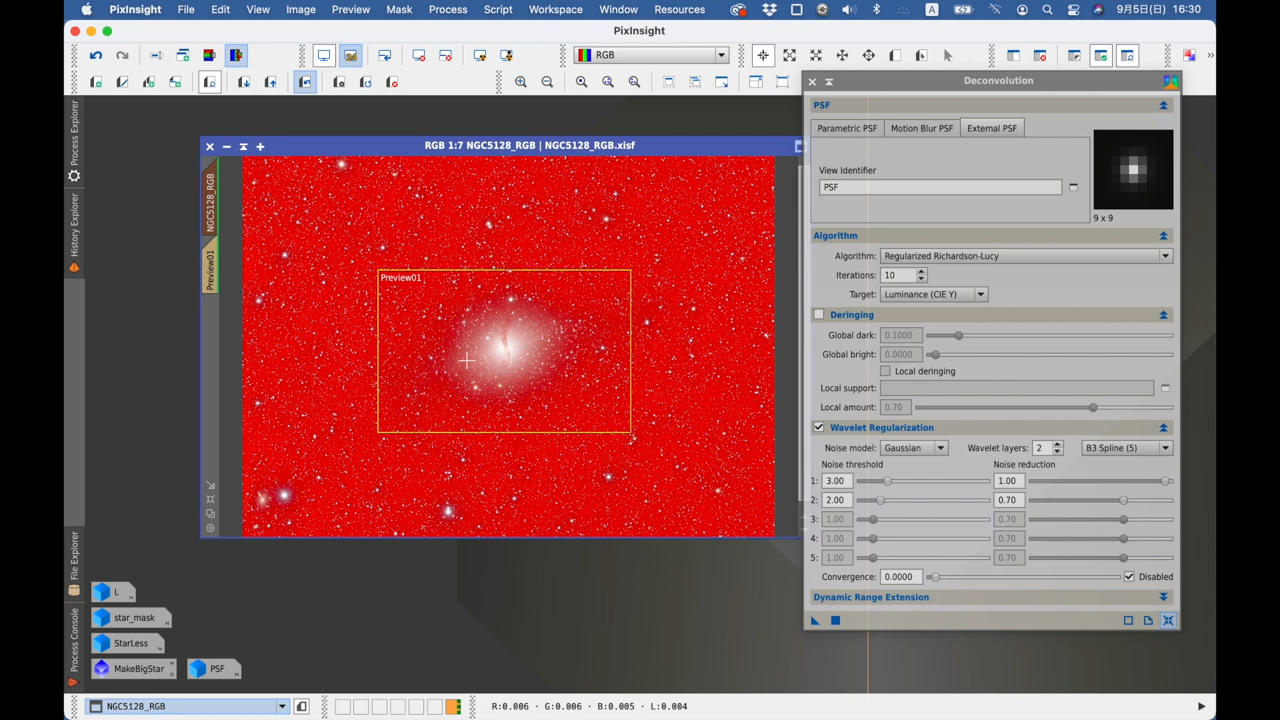 PixInsight File Edit View Image Preview Mask Process Script Workspace Window Resources A 9月5日(日) 16:30
PixInsight
RGB
Deconvolution
PSF
Parametric PSF Motion Blur PSF External PSF
View Identifier
PSF
9 x 9
Algorithm
Algorithm: Regularized Richardson-Lucy
Iterations: 10
Target: Luminance (CIE Y)
Deringing
Global dark: 0.1000
Global bright: 0.0000
Local deringing
Local support:
Local amount: 0.70
Wavelet Regularization
Noise model: Gaussian Wavelet layers: 2 B3 Spline (5)
Noise threshold Noise reduction
1: 3.00 1.00
2: 2.00 0.70
3: 1.00 0.70
4: 1.00 0.70
5: 1.00 0.70
Convergence: 0.0000 Disabled
Dynamic Range Extension
RGB 1:7 NGC5128_RGB | NGC5128_RGB.xisf
NGC5128_RGB
Preview01
Preview01
Process Explorer
History Explorer
File Explorer
Process Console
L
star_mask
StarLess
MakeBigStar
PSF
NGC5128_RGB
R:0.006 · G:0.006 · B:0.005 · L:0.004